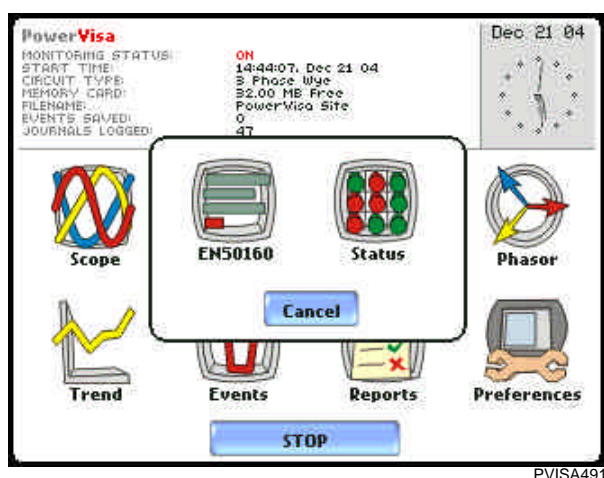 PowerVisa
Dec 21 04
MONITORING STATUS: ON
START TIME: 14:44:07, Dec 21 04
CIRCUIT TYPE: 3 Phase Wye
MEMORY CARD: 32.00 MB Free
FILENAME: PowerVisa Site
EVENTS SAVED: 0
JOURNALS LOGGED: 47
EN50160
Status
Scope
Phasor
Cancel
Trend
Events
Reports
Preferences
STOP
PVISA491